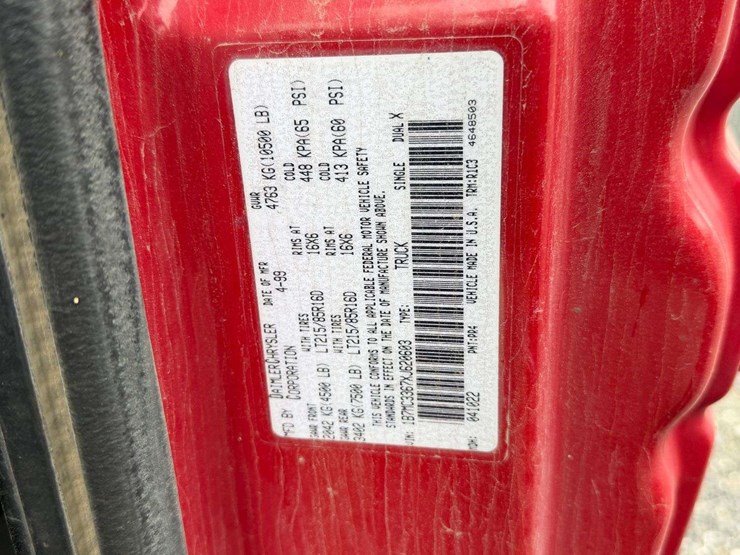 MFD BY DAIMLERCHRYSLER CORPORATION DATE OF MFR 4-99 GVWR 4763 KG(10500 LB)
GAWR FRONT WITH TIRES RIMS AT COLD
2042 KG(4500 LB) LT215/85R16D 16X6 448 KPA(65 PSI)
GAWR REAR WITH TIRES RIMS AT COLD
3402 KG(7500 LB) LT215/85R16D 16X6 413 KPA(60 PSI)
THIS VEHICLE CONFORMS TO ALL APPLICABLE FEDERAL MOTOR VEHICLE SAFETY
STANDARDS IN EFFECT ON THE DATE OF MANUFACTURE SHOWN ABOVE.
VIN: 1B7MC3367XJ620603 TYPE: TRUCK SINGLE DUAL X
MDH: 041022 PNT:PR4 VEHICLE MADE IN U.S.A. TRM:R1C3 4648503